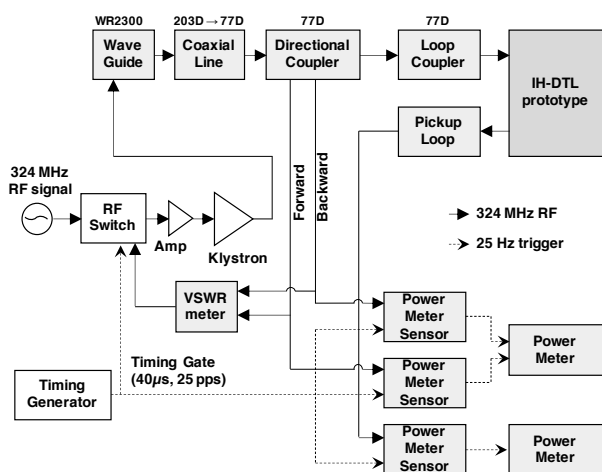 WR2300
203D→77D
77D
77D
Wave
Guide
Coaxial
Line
Directional
Coupler
Loop
Coupler
IH-DTL
prototype
Pickup
Loop
324 MHz
RF signal
RF
Switch
Amp
Klystron
Forward
Backward
324 MHz RF
25 Hz trigger
VSWR
meter
Power
Meter
Sensor
Power
Meter
Timing Gate
(40µs, 25 pps)
Timing
Generator
Power
Meter
Sensor
Power
Meter
Sensor
Power
Meter